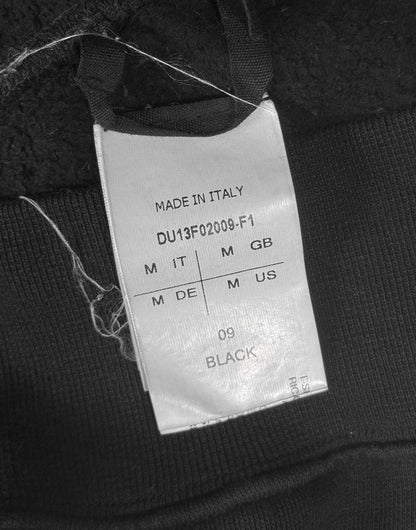 MADE IN ITALY
DU13F02009-F1
M IT M GB
M DE M US
09
BLACK